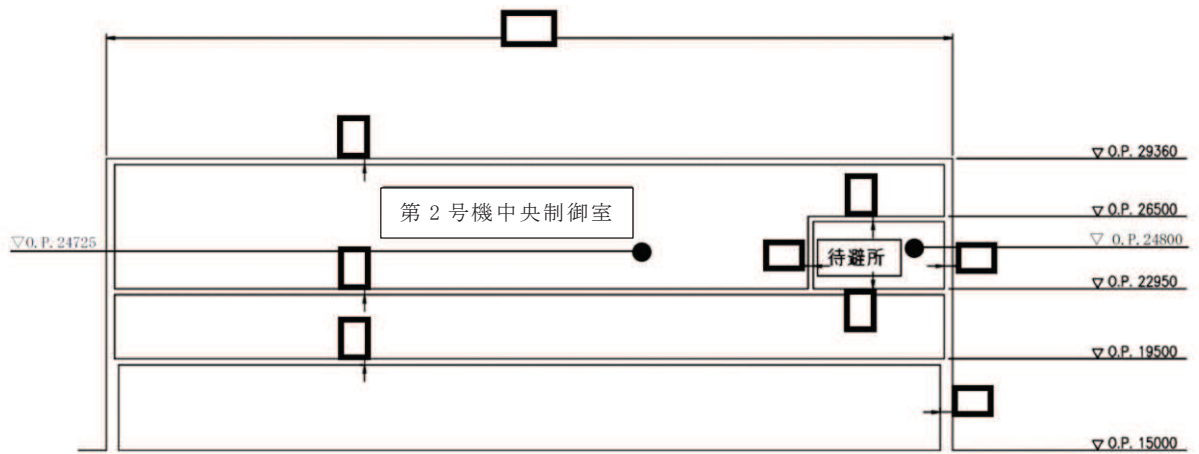 ▽ O.P. 29360
第2号機中央制御室
▽ O.P. 26500
▽O.P. 24725
▽ O.P. 24800
待避所
▽ O.P. 22950
▽ O.P. 19500
▽ O.P. 15000